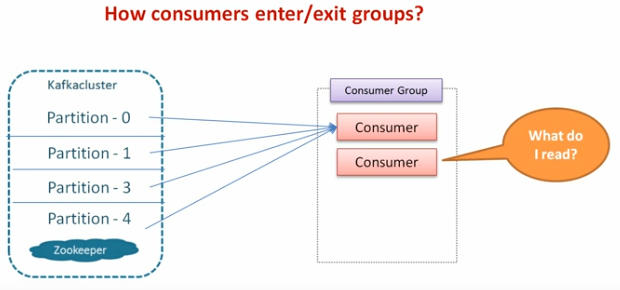 How consumers enter/exit groups?
Kafkacluster
Partition - 0
Partition - 1
Partition - 3
Partition - 4
Zookeeper
Consumer Group
Consumer
Consumer
What do
I read?